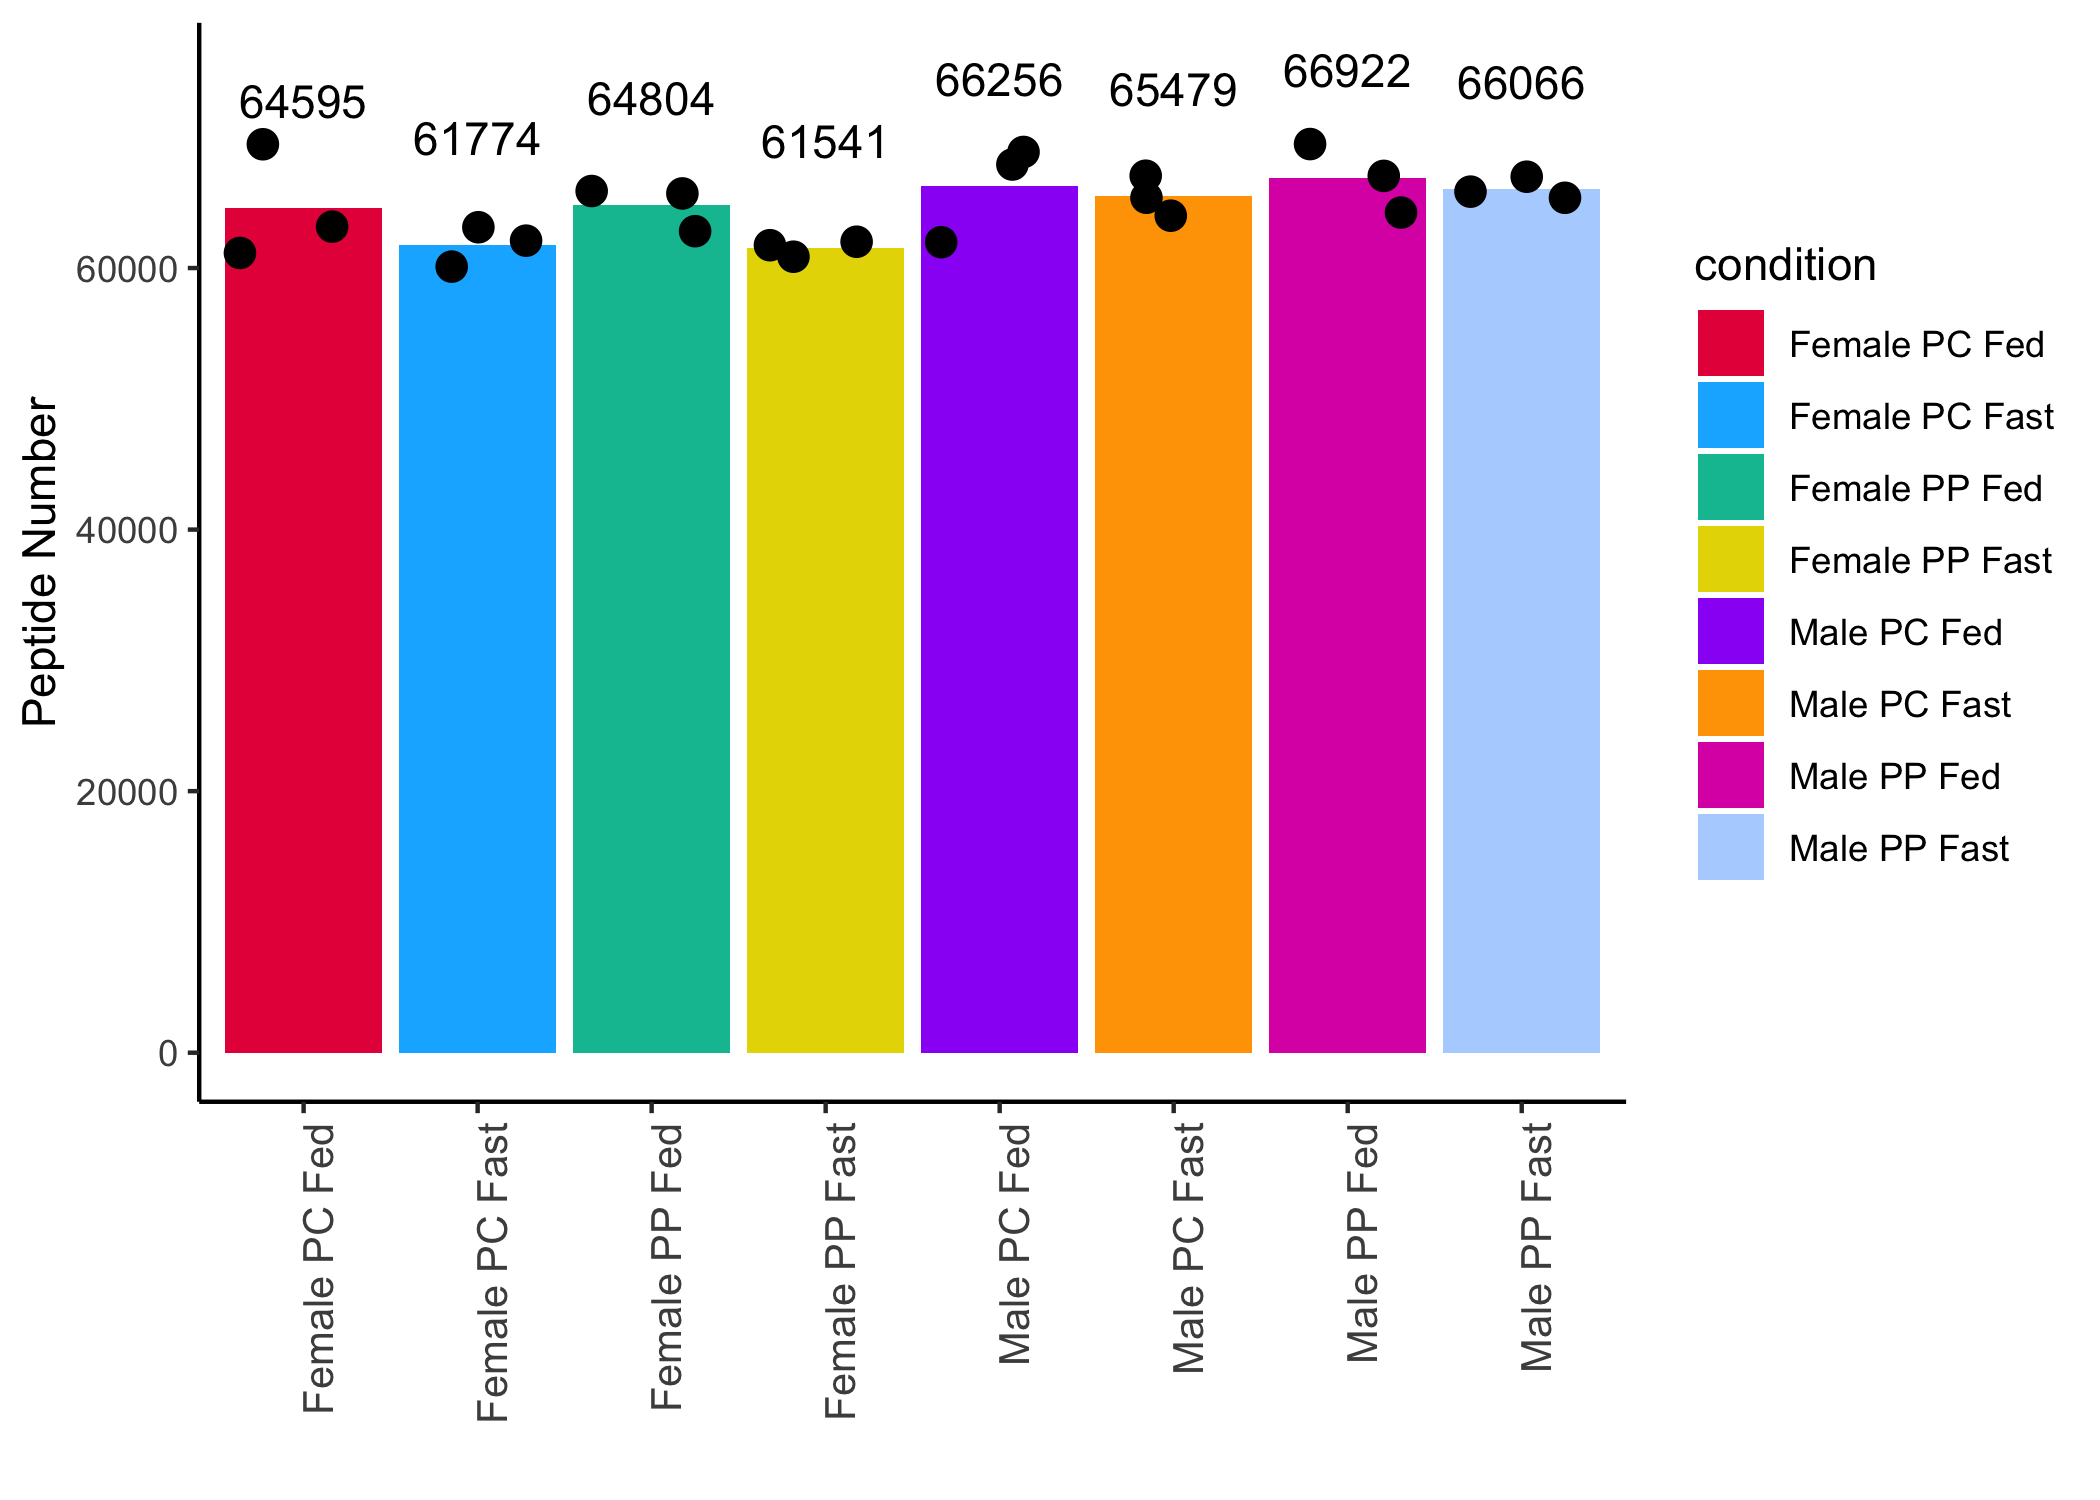 64595
61774
64804
61541
66256
65479
66922
66066
Peptide Number
60000
40000
20000
0
Female PC Fed
Female PC Fast
Female PP Fed
Female PP Fast
Male PC Fed
Male PC Fast
Male PP Fed
Male PP Fast
condition
Female PC Fed
Female PC Fast
Female PP Fed
Female PP Fast
Male PC Fed
Male PC Fast
Male PP Fed
Male PP Fast